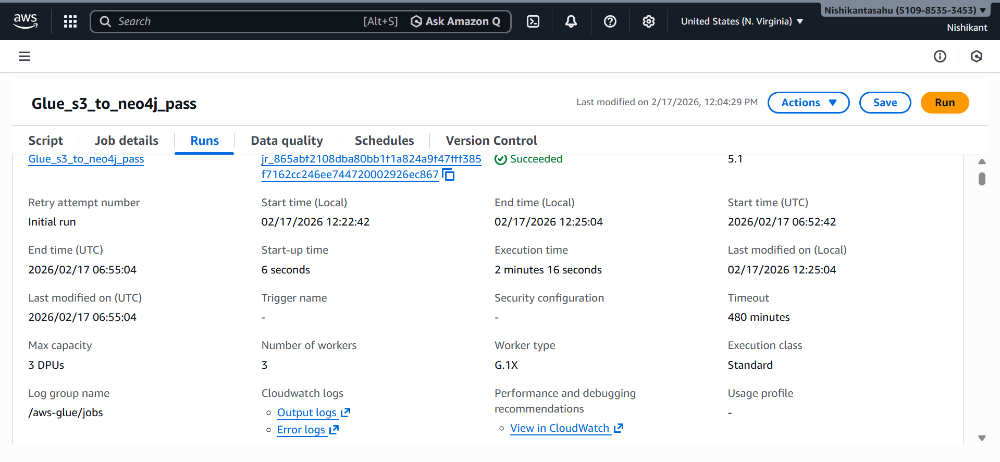 aws
Search [Alt+S] Ask Amazon Q
United States (N. Virginia)
Nishikantasahu (5109-8535-3453)
Nishikant
Glue_s3_to_neo4j_pass
Last modified on 2/17/2026, 12:04:29 PM
Actions
Save
Run
Script
Job details
Runs
Data quality
Schedules
Version Control
Glue_s3_to_neo4j_pass
jr_865abf2108dba80bb1f1a824a9f47fff385
f7162cc246ee744720002926ec867
Succeeded
5.1
Retry attempt number
Initial run
Start time (Local)
02/17/2026 12:22:42
End time (Local)
02/17/2026 12:25:04
Start time (UTC)
2026/02/17 06:52:42
End time (UTC)
2026/02/17 06:55:04
Start-up time
6 seconds
Execution time
2 minutes 16 seconds
Last modified on (Local)
02/17/2026 12:25:04
Last modified on (UTC)
2026/02/17 06:55:04
Trigger name
-
Security configuration
-
Timeout
480 minutes
Max capacity
3 DPUs
Number of workers
3
Worker type
G.1X
Execution class
Standard
Log group name
/aws-glue/jobs
Cloudwatch logs
Output logs
Error logs
Performance and debugging
recommendations
View in CloudWatch
Usage profile
-